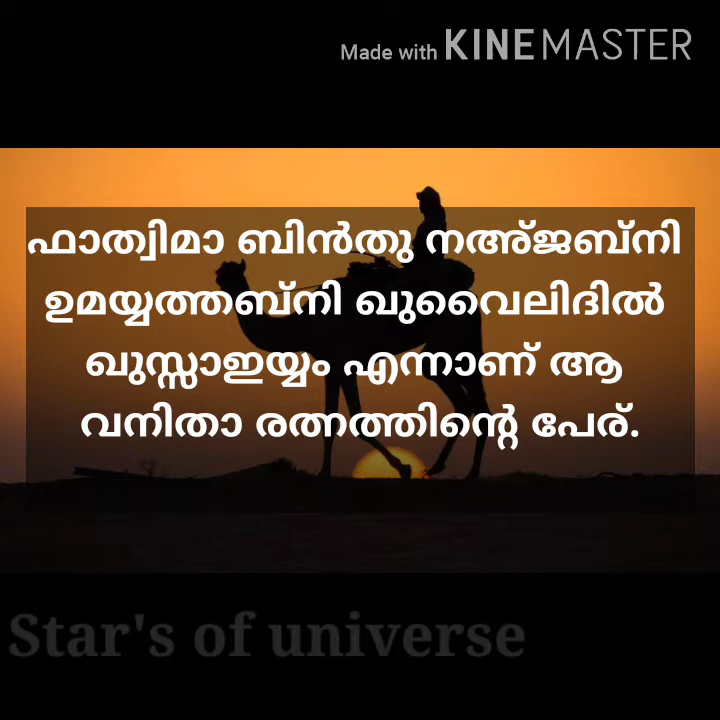 Made with KINEMASTER
ഫാത്വിമാ ബിൻതു നഅ്ജബ്നി
ഉമയ്യത്തബ്നി ഖുവൈലിദിൽ
ഖുസ്സാഇയ്യം എന്നാണ് ആ
വനിതാ രത്നത്തിന്റെ പേര്.
Star's of universe